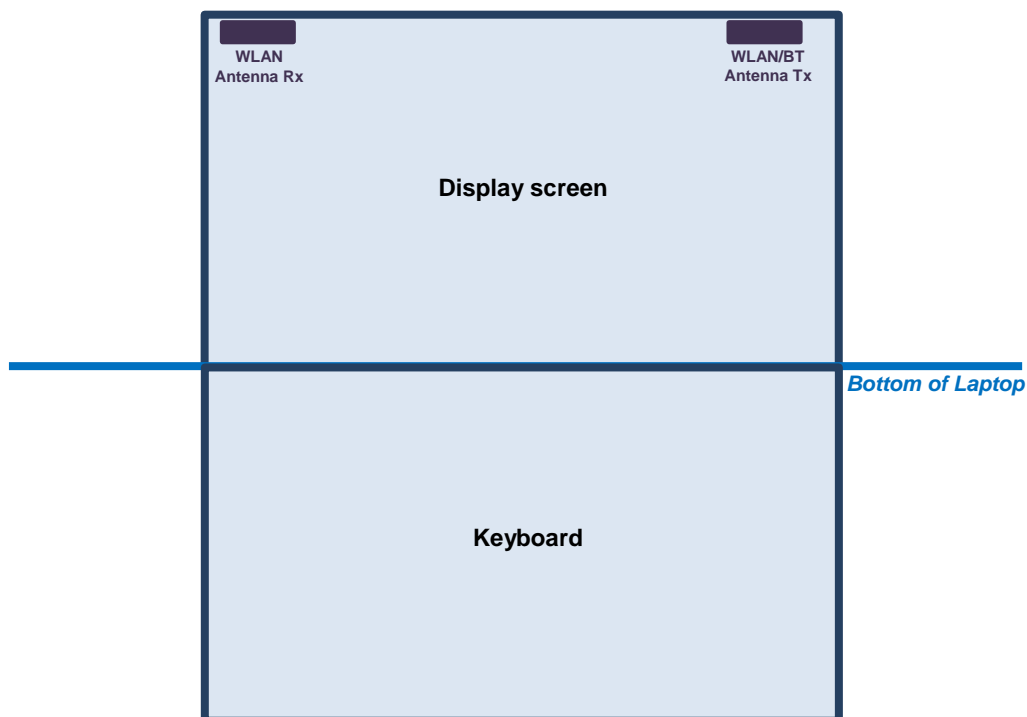 WLAN
Antenna Rx
WLAN/BT
Antenna Tx
Display screen
Bottom of Laptop
Keyboard